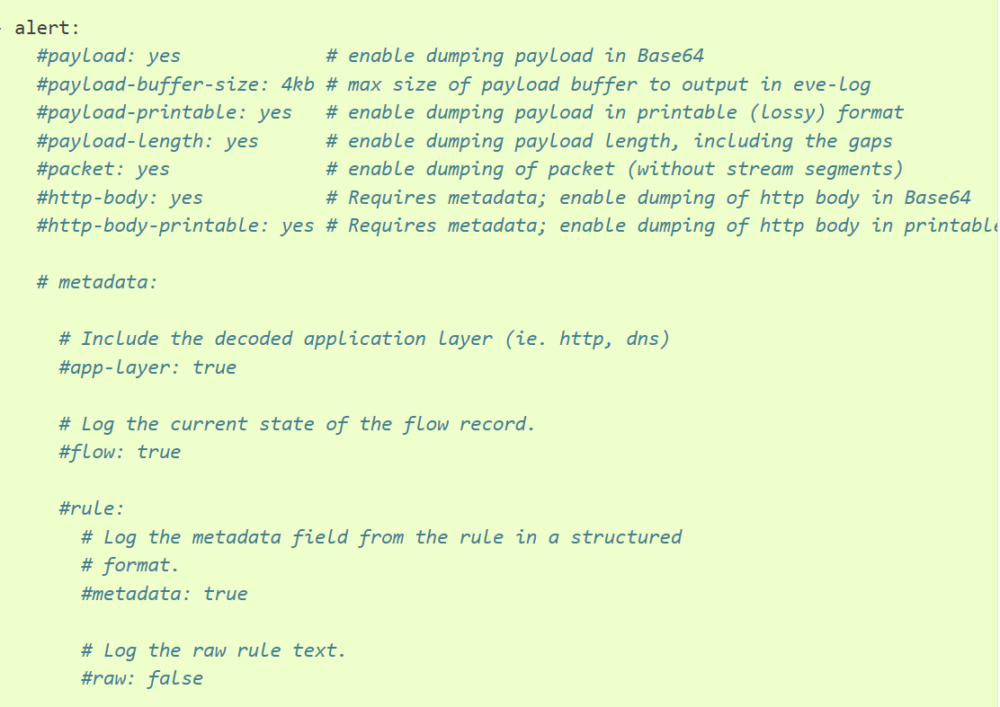 - alert:
#payload: yes # enable dumping payload in Base64
#payload-buffer-size: 4kb # max size of payload buffer to output in eve-log
#payload-printable: yes # enable dumping payload in printable (lossy) format
#payload-length: yes # enable dumping payload length, including the gaps
#packet: yes # enable dumping of packet (without stream segments)
#http-body: yes # Requires metadata; enable dumping of http body in Base64
#http-body-printable: yes # Requires metadata; enable dumping of http body in printable
# metadata:
# Include the decoded application layer (ie. http, dns)
#app-layer: true
# Log the current state of the flow record.
#flow: true
#rule:
# Log the metadata field from the rule in a structured
# format.
#metadata: true
# Log the raw rule text.
#raw: false